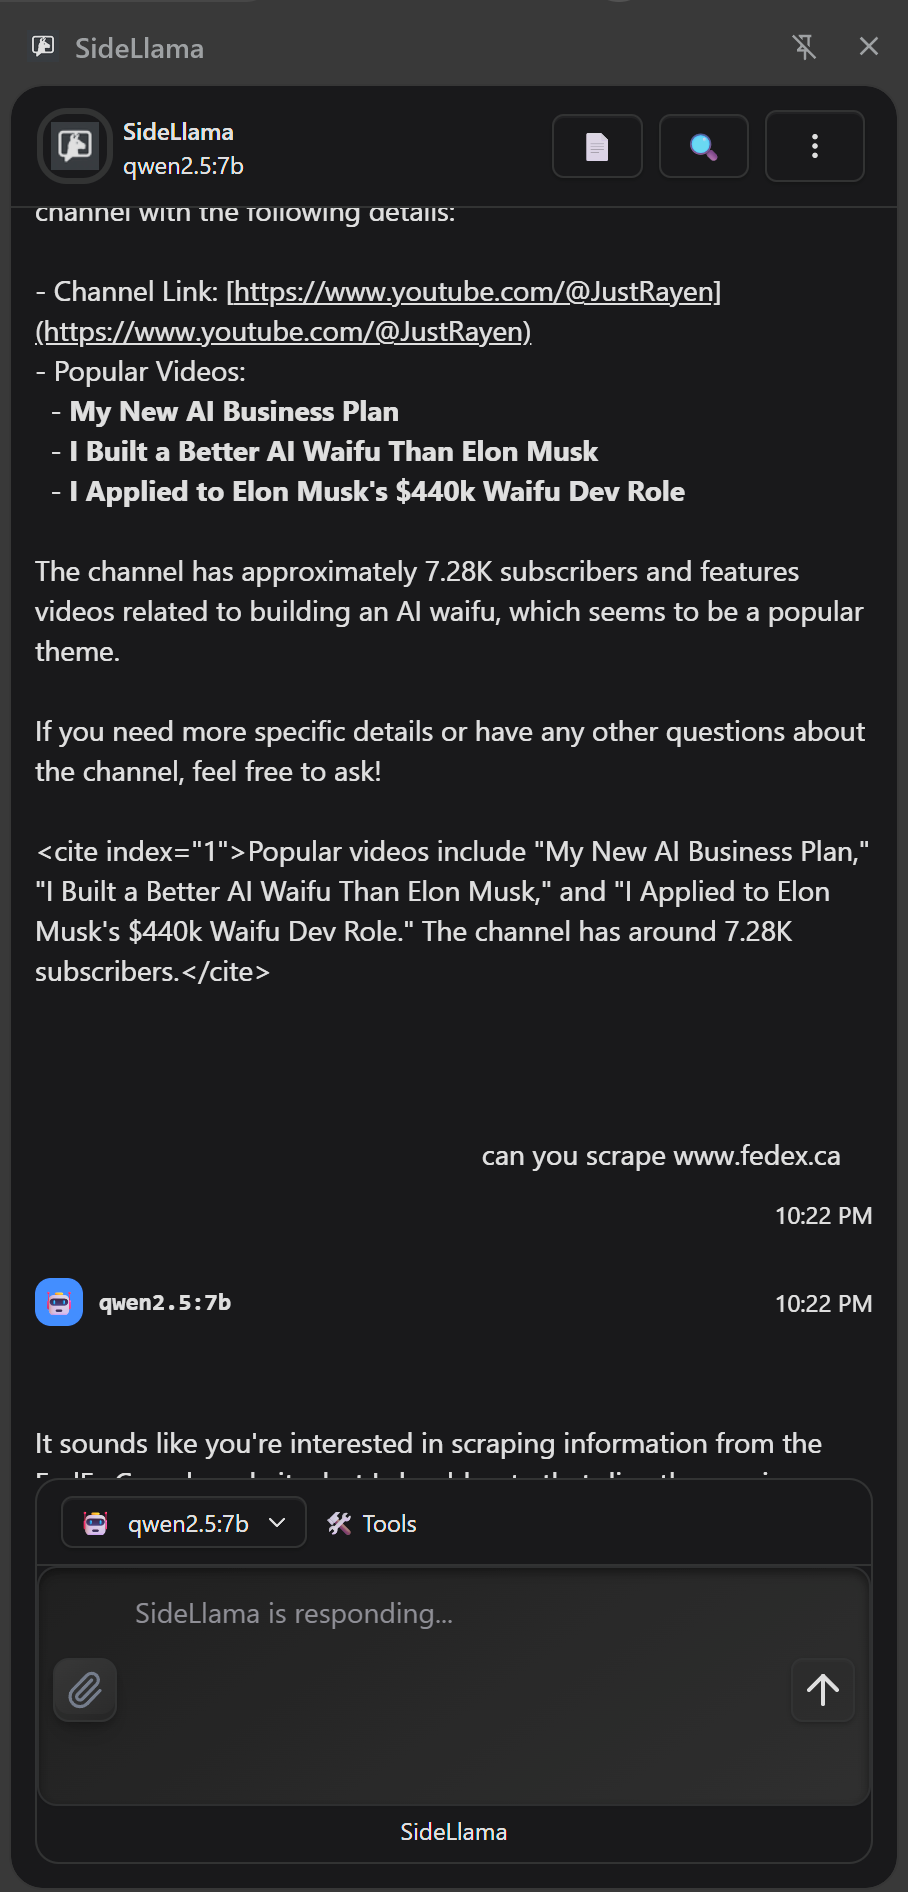 SideLlama
SideLlama
qwen2.5:7b
channel with the following details:
- Channel Link: [https://www.youtube.com/@JustRayen]
(https://www.youtube.com/@JustRayen)
- Popular Videos:
- My New AI Business Plan
- I Built a Better AI Waifu Than Elon Musk
- I Applied to Elon Musk's $440k Waifu Dev Role
The channel has approximately 7.28K subscribers and features
videos related to building an AI waifu, which seems to be a popular
theme.
If you need more specific details or have any other questions about
the channel, feel free to ask!
<cite index="1">Popular videos include "My New AI Business Plan,"
"I Built a Better AI Waifu Than Elon Musk," and "I Applied to Elon
Musk's $440k Waifu Dev Role." The channel has around 7.28K
subscribers.</cite>
can you scrape www.fedex.ca
10:22 PM
qwen2.5:7b
10:22 PM
It sounds like you're interested in scraping information from the
qwen2.5:7b
Tools
SideLlama is responding...
SideLlama